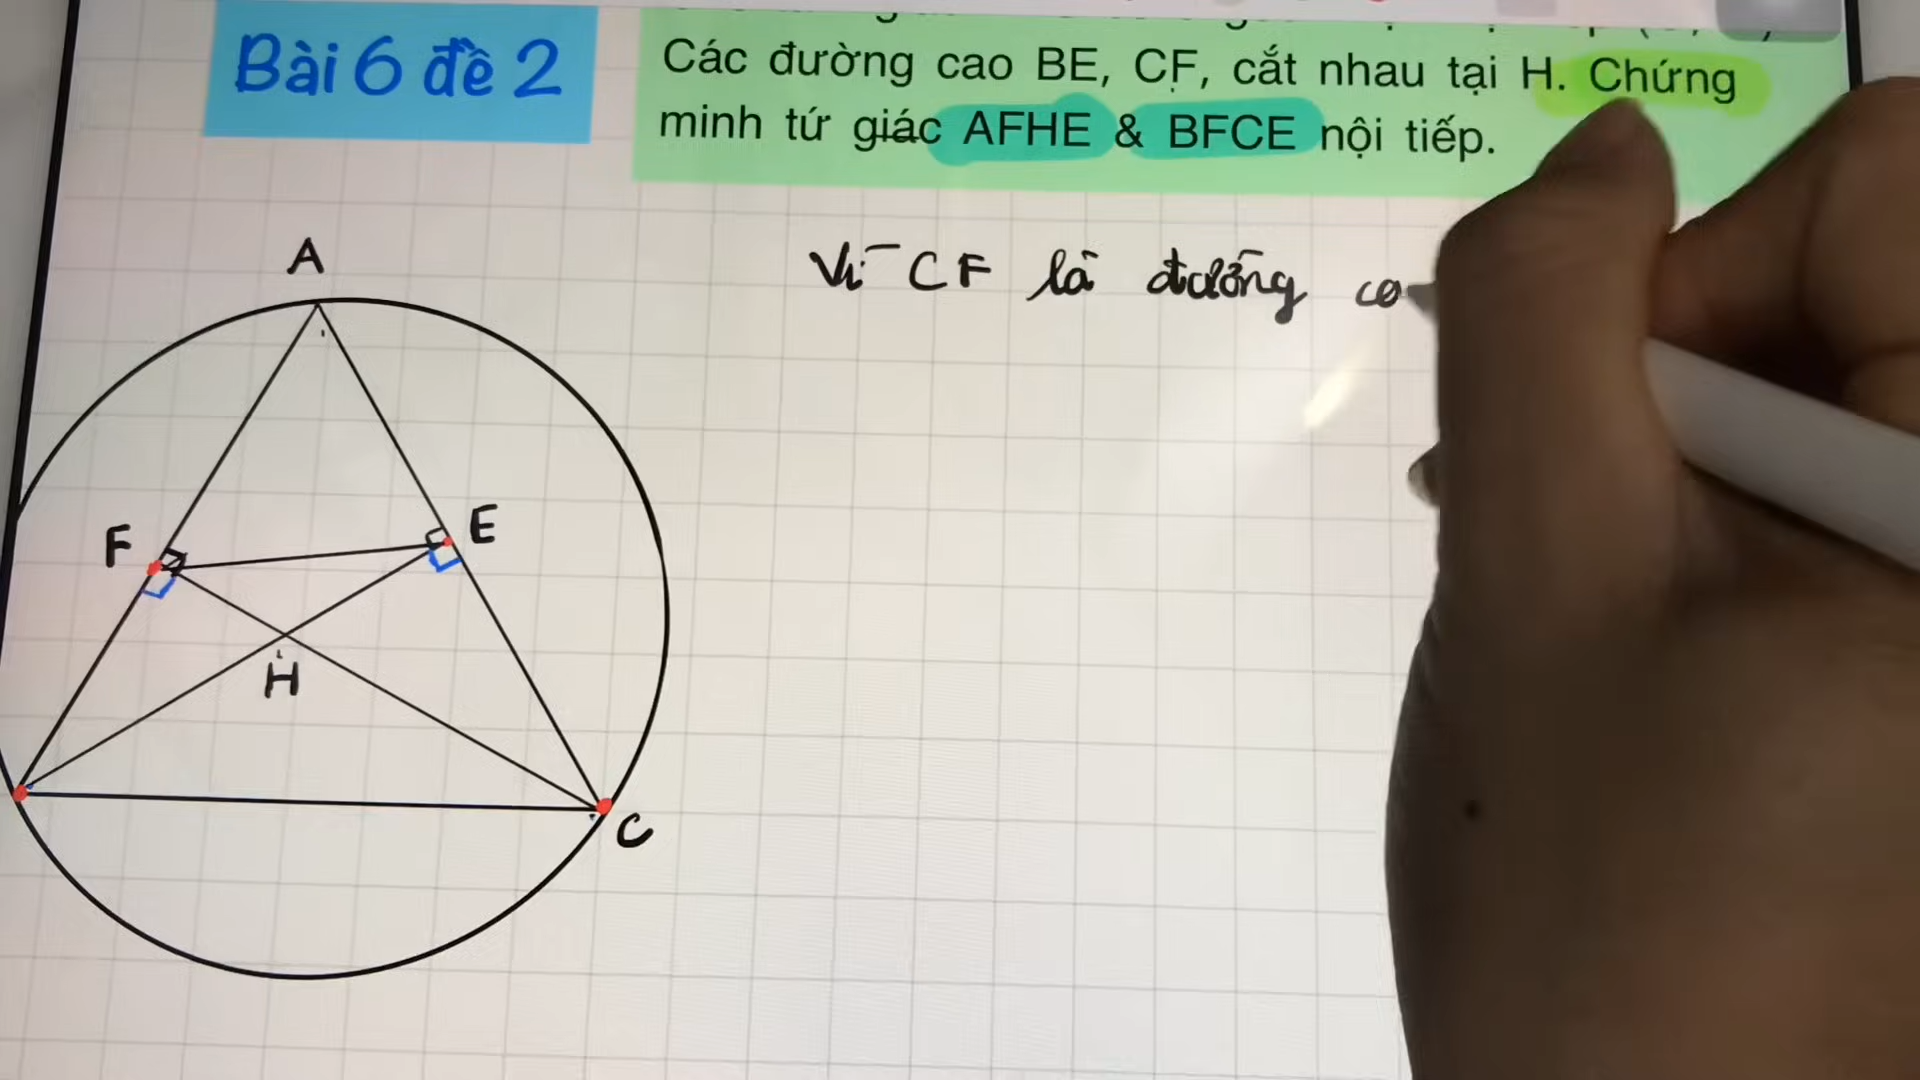 Bài 6 đề 2
Các đường cao BE, CF, cắt nhau tại H. Chứng
minh tứ giác AFHE & BFCE nội tiếp.
Vì CF là đường co
A
F
E
H
C